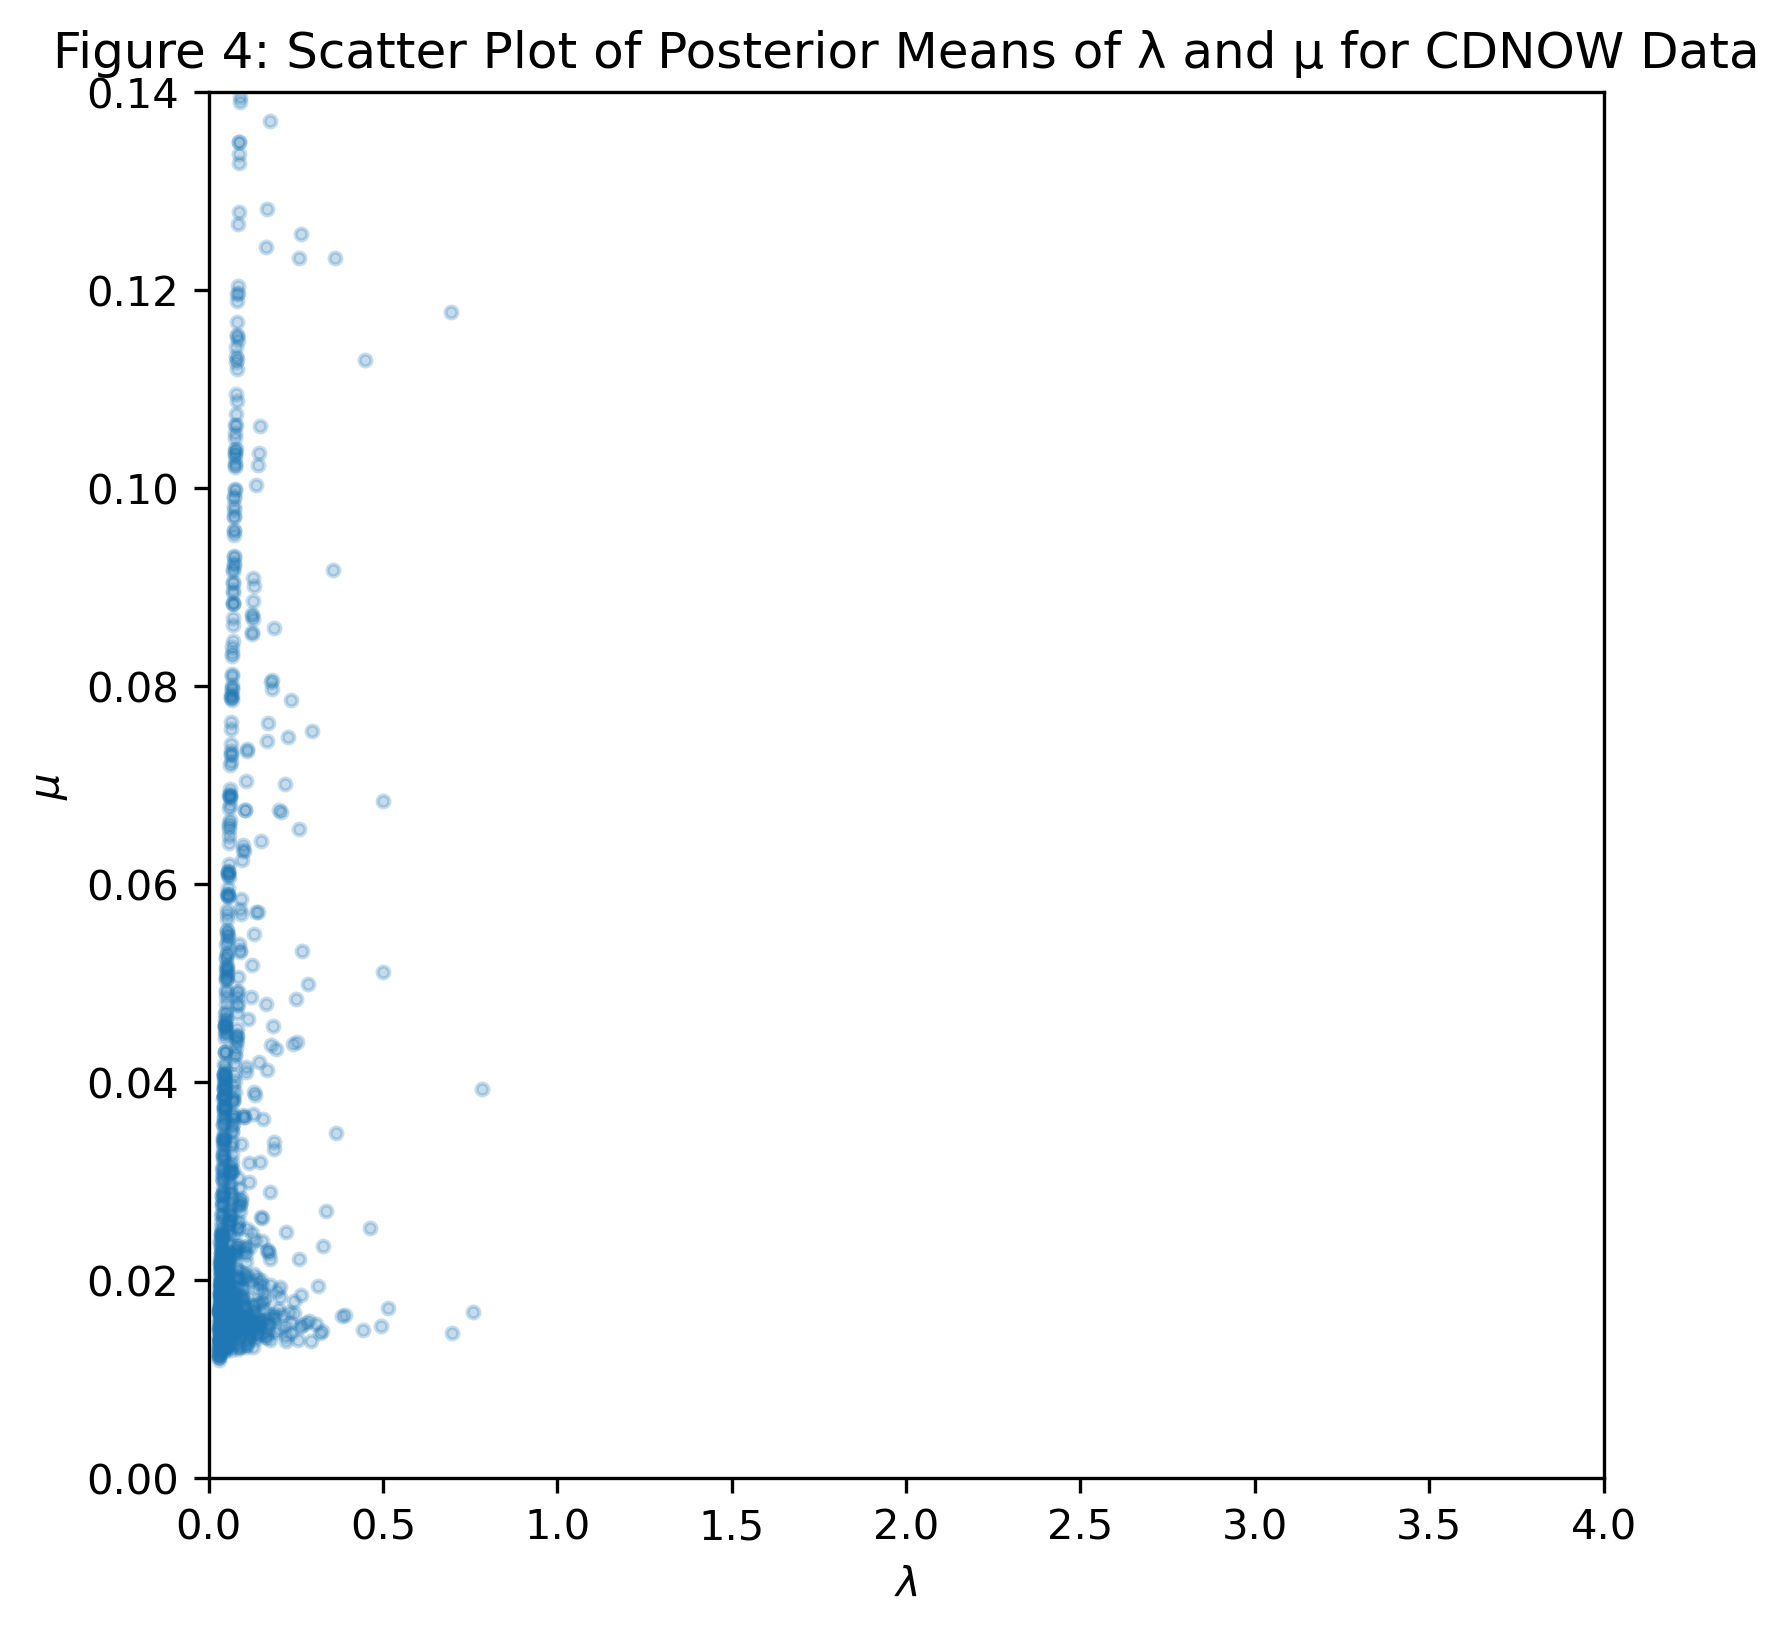 Figure 4: Scatter Plot of Posterior Means of λ and μ for CDNOW Data
0.14
0.12
0.10
0.08
0.06
0.04
0.02
0.00
μ
0.0 0.5 1.0 1.5 2.0 2.5 3.0 3.5 4.0
λ